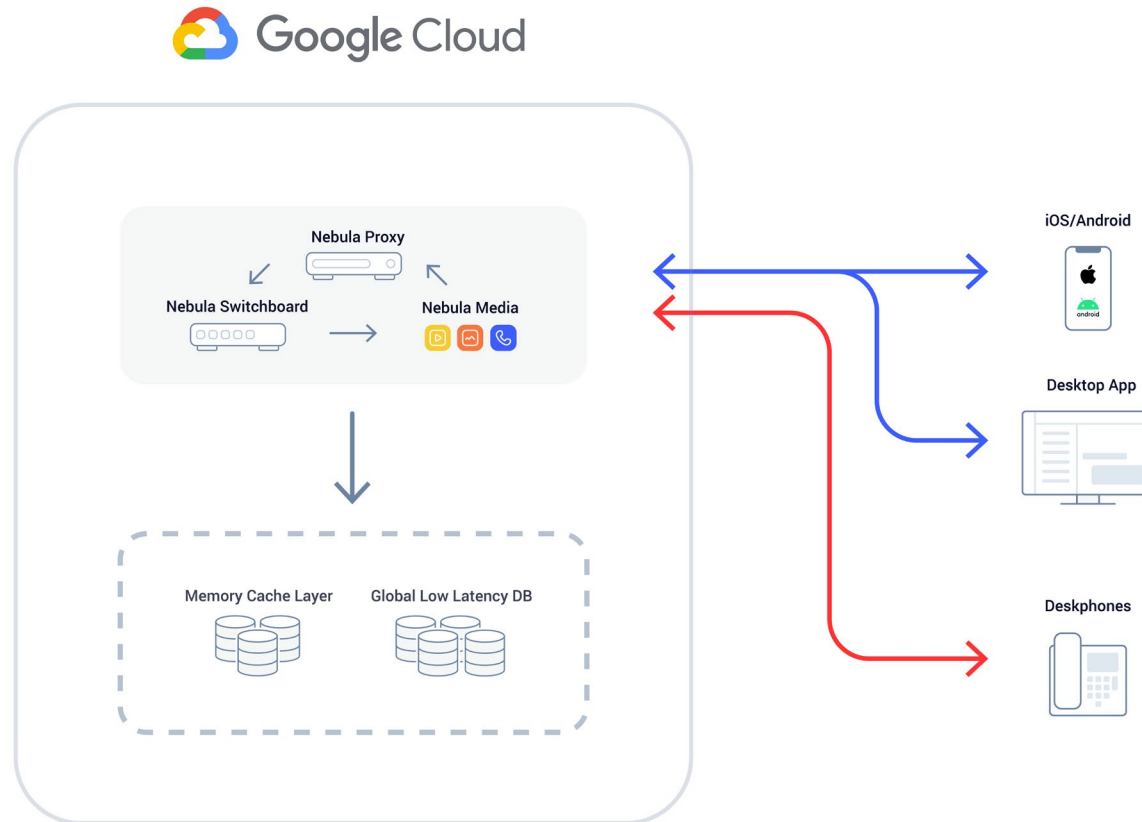 Google Cloud
Nebula Proxy
Nebula Switchboard
Nebula Media
Memory Cache Layer
Global Low Latency DB
iOS/Android
android
Desktop App
Deskphones